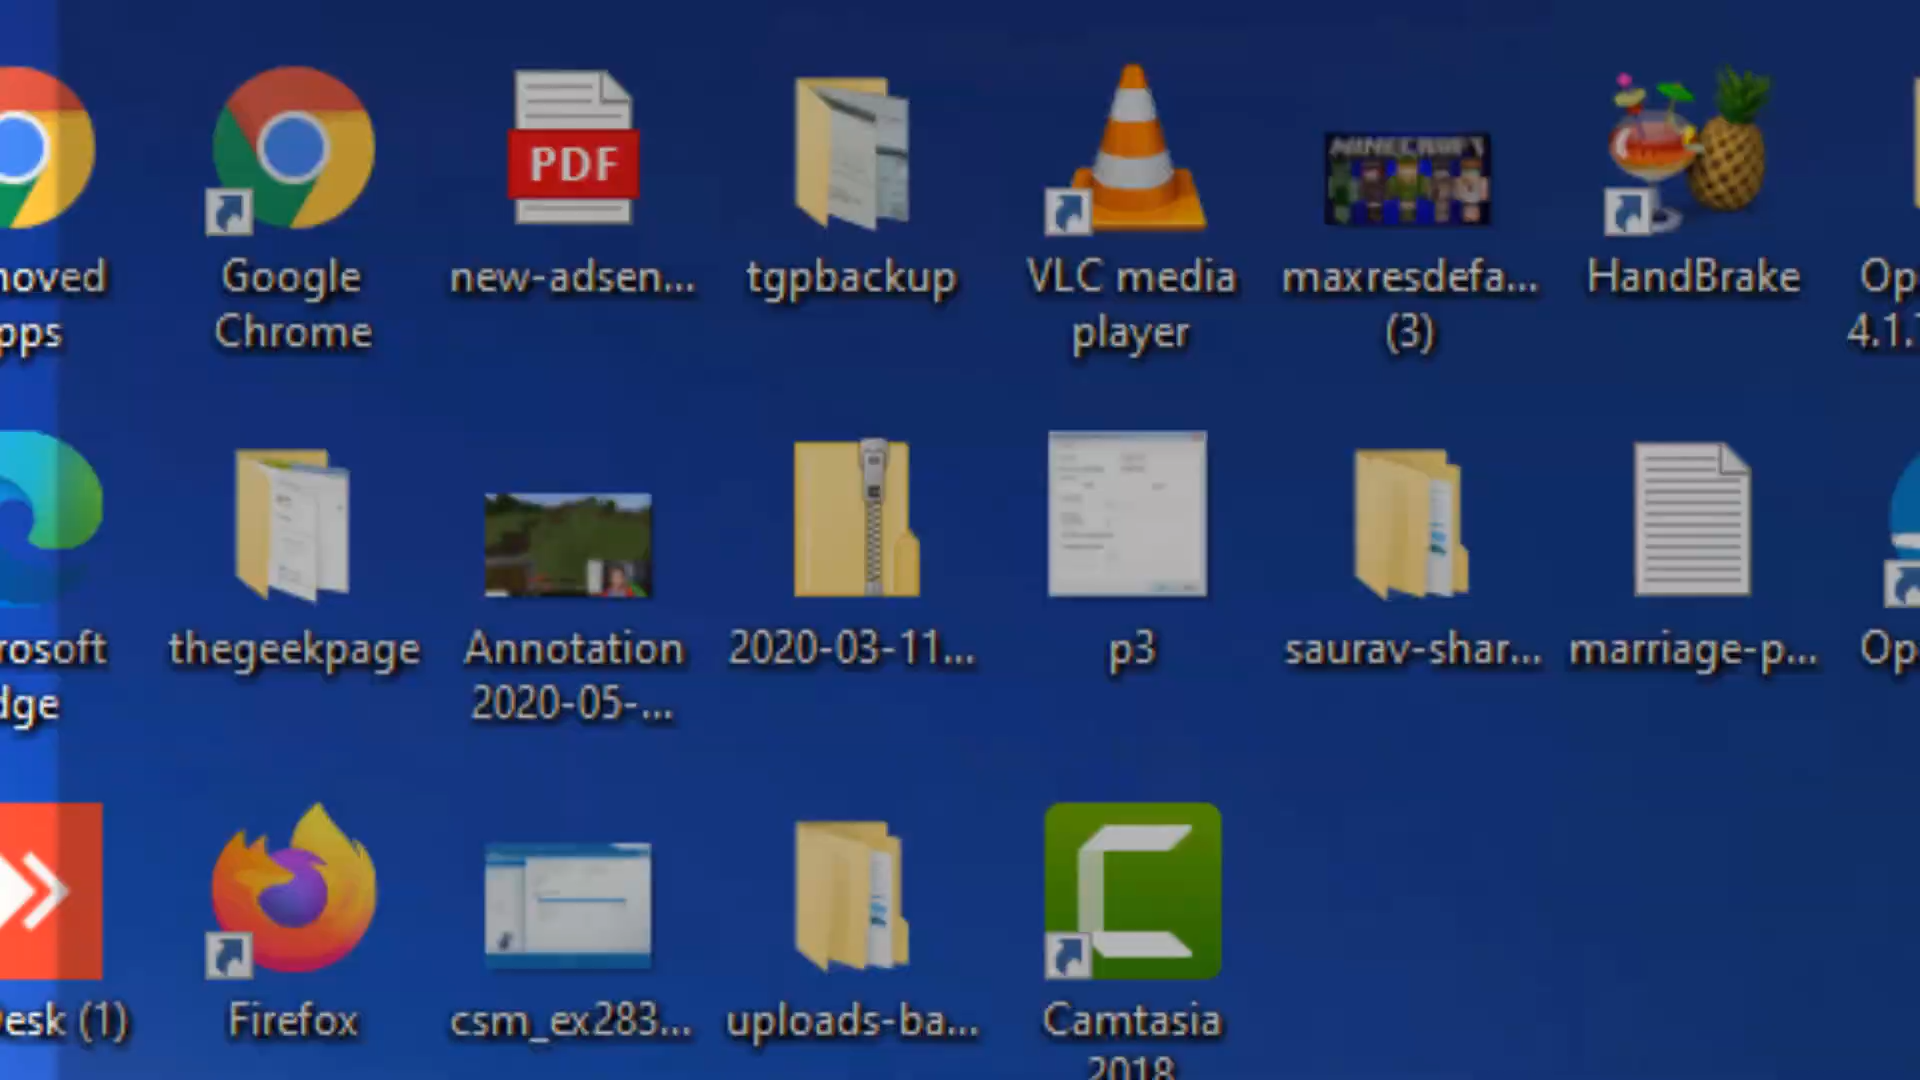 noved
pps
Google
Chrome
PDF
new-adsen...
tgpbackup
VLC media
player
MINECRAFT
maxresdefa...
(3)
HandBrake
Op
4.1.
rosoft
dge
thegeekpage
Annotation
2020-05-...
2020-03-11...
p3
saurav-shar...
marriage-p...
Op
esk (1)
Firefox
csm_ex283...
uploads-ba...
Camtasia
2018